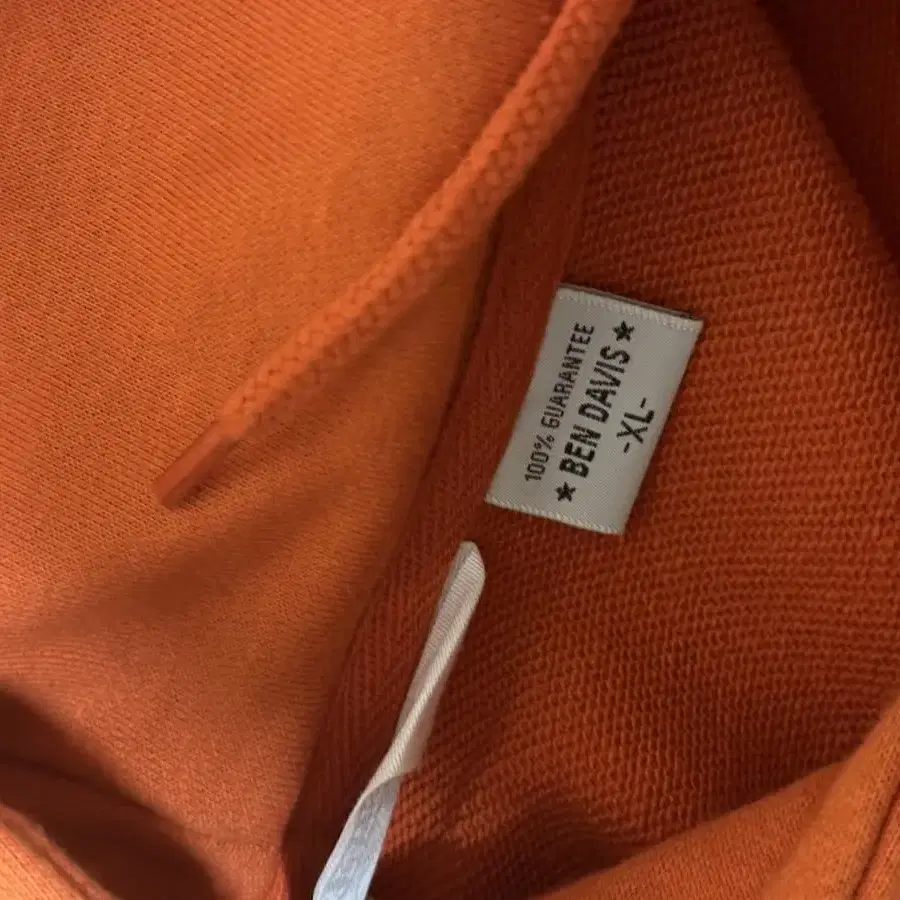 100% GUARANTEE
★ BEN DAVIS ★
-XL-